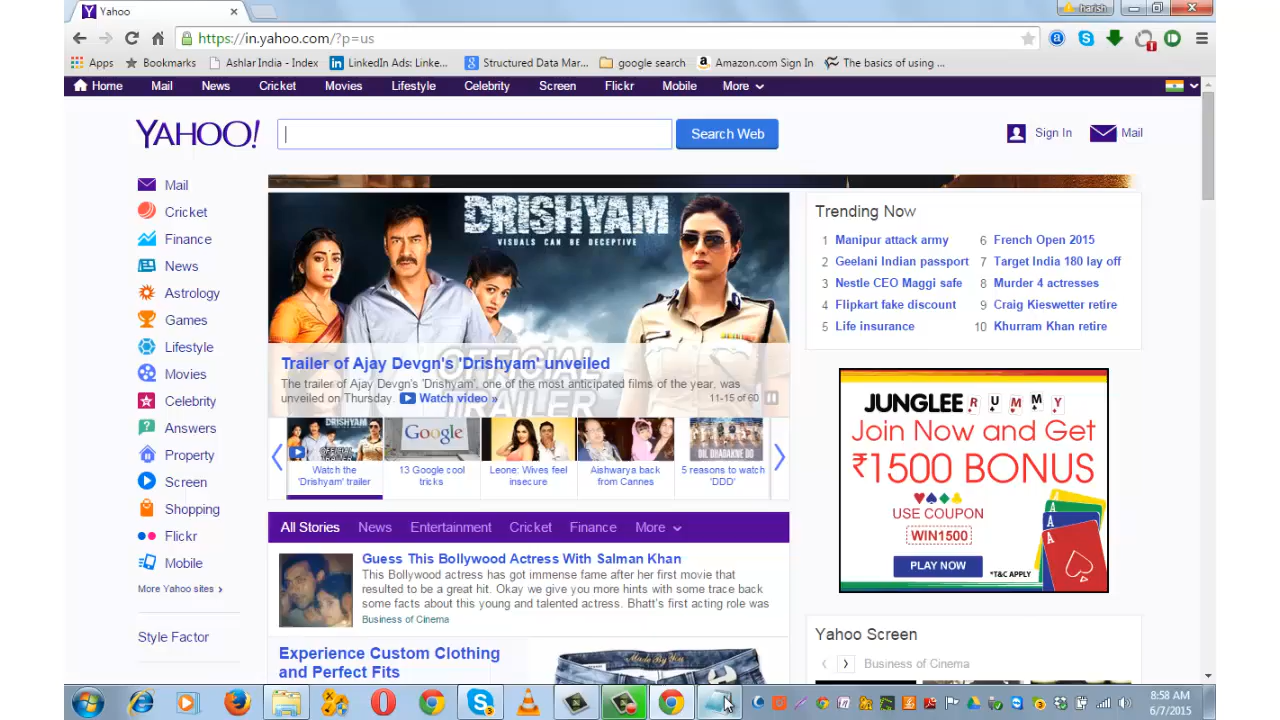 Yahoo
harish
https://in.yahoo.com/?p=us
Apps Bookmarks Ashlar India - Index LinkedIn Ads: Linke... Structured Data Mar... google search Amazon.com Sign In The basics of using ...
Home Mail News Cricket Movies Lifestyle Celebrity Screen Flickr Mobile More
YAHOO!
Search Web
Sign In Mail
Mail
Cricket
Finance
News
Astrology
Games
Lifestyle
Movies
Celebrity
Answers
Property
Screen
Shopping
Flickr
Mobile
More Yahoo sites ›
Style Factor
DRISHYAM
VISUALS CAN BE DECEPTIVE
OFFICIAL
TRAILER
Trailer of Ajay Devgn's 'Drishyam' unveiled
The trailer of Ajay Devgn's 'Drishyam', one of the most anticipated films of the year, was
unveiled on Thursday. Watch video »
11-15 of 60
DRISHYAM
Google
DIL DHADAKNE DO
Watch the
'Drishyam' trailer
13 Google cool
tricks
Leone: Wives feel
insecure
Aishwarya back
from Cannes
5 reasons to watch
'DDD'
All Stories News Entertainment Cricket Finance More
Guess This Bollywood Actress With Salman Khan
This Bollywood actress has got immense fame after her first movie that
resulted to be a great hit. Okay we give you more hints with some trace back
some facts about this young and talented actress. Bhatt's first acting role was
Business of Cinema
Experience Custom Clothing
and Perfect Fits
Made By You
Trending Now
1 Manipur attack army
2 Geelani Indian passport
3 Nestle CEO Maggi safe
4 Flipkart fake discount
5 Life insurance
6 French Open 2015
7 Target India 180 lay off
8 Murder 4 actresses
9 Craig Kieswetter retire
10 Khurram Khan retire
JUNGLEE RUMMY
Join Now and Get
₹1500 BONUS
USE COUPON
WIN1500
PLAY NOW
*T&C APPLY
Yahoo Screen
Business of Cinema
8:58 AM
6/7/2015